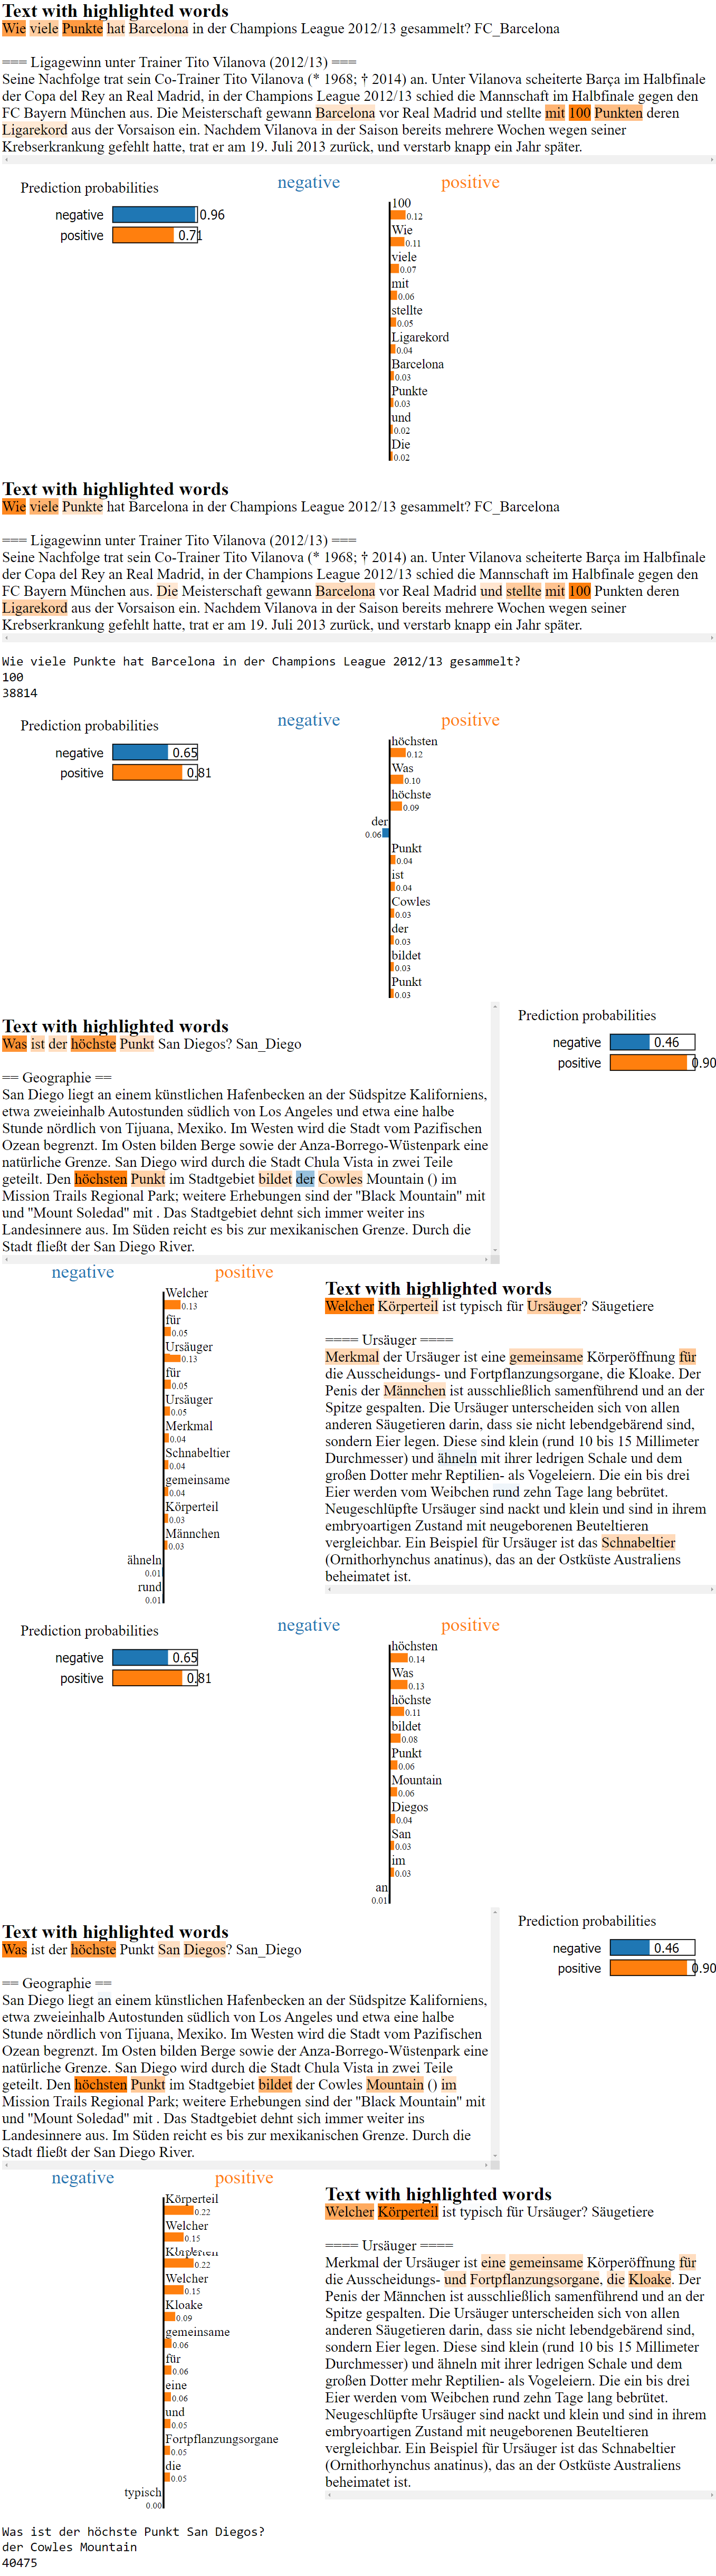 Text with highlighted words
Wie viele Punkte hat Barcelona in der Champions League 2012/13 gesammelt? FC_Barcelona
=== Ligagewinn unter Trainer Tito Vilanova (2012/13) ===
Seine Nachfolge trat sein Co-Trainer Tito Vilanova (* 1968; † 2014) an. Unter Vilanova scheiterte Barça im Halbfinale
der Copa del Rey an Real Madrid, in der Champions League 2012/13 schied die Mannschaft im Halbfinale gegen den
FC Bayern München aus. Die Meisterschaft gewann Barcelona vor Real Madrid und stellte mit 100 Punkten deren
Ligarekord aus der Vorsaison ein. Nachdem Vilanova in der Saison bereits mehrere Wochen wegen seiner
Krebserkrankung gefehlt hatte, trat er am 19. Juli 2013 zurück, und verstarb knapp ein Jahr später.
Prediction probabilities
negative 0.96
positive 0.71
negative positive
100
0.12
Wie
0.11
viele
0.07
mit
0.06
stellte
0.05
Ligarekord
0.04
Barcelona
0.03
Punkte
0.03
und
0.02
Die
0.02
Text with highlighted words
Wie viele Punkte hat Barcelona in der Champions League 2012/13 gesammelt? FC_Barcelona
=== Ligagewinn unter Trainer Tito Vilanova (2012/13) ===
Seine Nachfolge trat sein Co-Trainer Tito Vilanova (* 1968; † 2014) an. Unter Vilanova scheiterte Barça im Halbfinale
der Copa del Rey an Real Madrid, in der Champions League 2012/13 schied die Mannschaft im Halbfinale gegen den
FC Bayern München aus. Die Meisterschaft gewann Barcelona vor Real Madrid und stellte mit 100 Punkten deren
Ligarekord aus der Vorsaison ein. Nachdem Vilanova in der Saison bereits mehrere Wochen wegen seiner
Krebserkrankung gefehlt hatte, trat er am 19. Juli 2013 zurück, und verstarb knapp ein Jahr später.
Wie viele Punkte hat Barcelona in der Champions League 2012/13 gesammelt?
100
38814
Prediction probabilities
negative 0.65
positive 0.81
negative positive
höchsten
0.12
Was
0.10
höchste
0.09
der
0.06
Punkt
0.04
ist
0.04
Cowles
0.03
der
0.03
bildet
0.03
Punkt
0.03
Text with highlighted words
Was ist der höchste Punkt San Diegos? San_Diego
== Geographie ==
San Diego liegt an einem künstlichen Hafenbecken an der Südspitze Kaliforniens,
etwa zweieinhalb Autostunden südlich von Los Angeles und etwa eine halbe
Stunde nördlich von Tijuana, Mexiko. Im Westen wird die Stadt vom Pazifischen
Ozean begrenzt. Im Osten bilden Berge sowie der Anza-Borrego-Wüstenpark eine
natürliche Grenze. San Diego wird durch die Stadt Chula Vista in zwei Teile
geteilt. Den höchsten Punkt im Stadtgebiet bildet der Cowles Mountain () im
Mission Trails Regional Park; weitere Erhebungen sind der "Black Mountain" mit
und "Mount Soledad" mit . Das Stadtgebiet dehnt sich immer weiter ins
Landesinnere aus. Im Süden reicht es bis zur mexikanischen Grenze. Durch die
Stadt fließt der San Diego River.
Prediction probabilities
negative 0.46
positive 0.90
negative positive
Welcher
0.13
für
0.05
Ursäuger
0.13
für
0.05
Ursäuger
0.05
Merkmal
0.04
Schnabeltier
0.04
gemeinsame
0.04
Körperteil
0.03
Männchen
0.03
ähneln
0.01
rund
0.01
Text with highlighted words
Welcher Körperteil ist typisch für Ursäuger? Säugetiere
==== Ursäuger ====
Merkmal der Ursäuger ist eine gemeinsame Körperöffnung für
die Ausscheidungs- und Fortpflanzungsorgane, die Kloake. Der
Penis der Männchen ist ausschließlich samenführend und an der
Spitze gespalten. Die Ursäuger unterscheiden sich von allen
anderen Säugetieren darin, dass sie nicht lebendgebärend sind,
sondern Eier legen. Diese sind klein (rund 10 bis 15 Millimeter
Durchmesser) und ähneln mit ihrer ledrigen Schale und dem
großen Dotter mehr Reptilien- als Vogeleiern. Die ein bis drei
Eier werden vom Weibchen rund zehn Tage lang bebrütet.
Neugeschlüpfte Ursäuger sind nackt und klein und sind in ihrem
embryoartigen Zustand mit neugeborenen Beuteltieren
vergleichbar. Ein Beispiel für Ursäuger ist das Schnabeltier
(Ornithorhynchus anatinus), das an der Ostküste Australiens
beheimatet ist.
Prediction probabilities
negative 0.65
positive 0.81
negative positive
höchsten
0.14
Was
0.13
höchste
0.11
bildet
0.08
Punkt
0.06
Mountain
0.06
Diegos
0.04
San
0.03
im
0.03
an
0.01
Text with highlighted words
Was ist der höchste Punkt San Diegos? San_Diego
== Geographie ==
San Diego liegt an einem künstlichen Hafenbecken an der Südspitze Kaliforniens,
etwa zweieinhalb Autostunden südlich von Los Angeles und etwa eine halbe
Stunde nördlich von Tijuana, Mexiko. Im Westen wird die Stadt vom Pazifischen
Ozean begrenzt. Im Osten bilden Berge sowie der Anza-Borrego-Wüstenpark eine
natürliche Grenze. San Diego wird durch die Stadt Chula Vista in zwei Teile
geteilt. Den höchsten Punkt im Stadtgebiet bildet der Cowles Mountain () im
Mission Trails Regional Park; weitere Erhebungen sind der "Black Mountain" mit
und "Mount Soledad" mit . Das Stadtgebiet dehnt sich immer weiter ins
Landesinnere aus. Im Süden reicht es bis zur mexikanischen Grenze. Durch die
Stadt fließt der San Diego River.
Prediction probabilities
negative 0.46
positive 0.90
negative positive
Körperteil
0.22
Welcher
0.15
Körperteil
0.22
Welcher
0.15
Kloake
0.09
gemeinsame
0.06
für
0.06
eine
0.06
und
0.05
Fortpflanzungsorgane
0.05
die
0.05
typisch
0.00
Text with highlighted words
Welcher Körperteil ist typisch für Ursäuger? Säugetiere
==== Ursäuger ====
Merkmal der Ursäuger ist eine gemeinsame Körperöffnung für
die Ausscheidungs- und Fortpflanzungsorgane, die Kloake. Der
Penis der Männchen ist ausschließlich samenführend und an der
Spitze gespalten. Die Ursäuger unterscheiden sich von allen
anderen Säugetieren darin, dass sie nicht lebendgebärend sind,
sondern Eier legen. Diese sind klein (rund 10 bis 15 Millimeter
Durchmesser) und ähneln mit ihrer ledrigen Schale und dem
großen Dotter mehr Reptilien- als Vogeleiern. Die ein bis drei
Eier werden vom Weibchen rund zehn Tage lang bebrütet.
Neugeschlüpfte Ursäuger sind nackt und klein und sind in ihrem
embryoartigen Zustand mit neugeborenen Beuteltieren
vergleichbar. Ein Beispiel für Ursäuger ist das Schnabeltier
(Ornithorhynchus anatinus), das an der Ostküste Australiens
beheimatet ist.
Was ist der höchste Punkt San Diegos?
der Cowles Mountain
40475